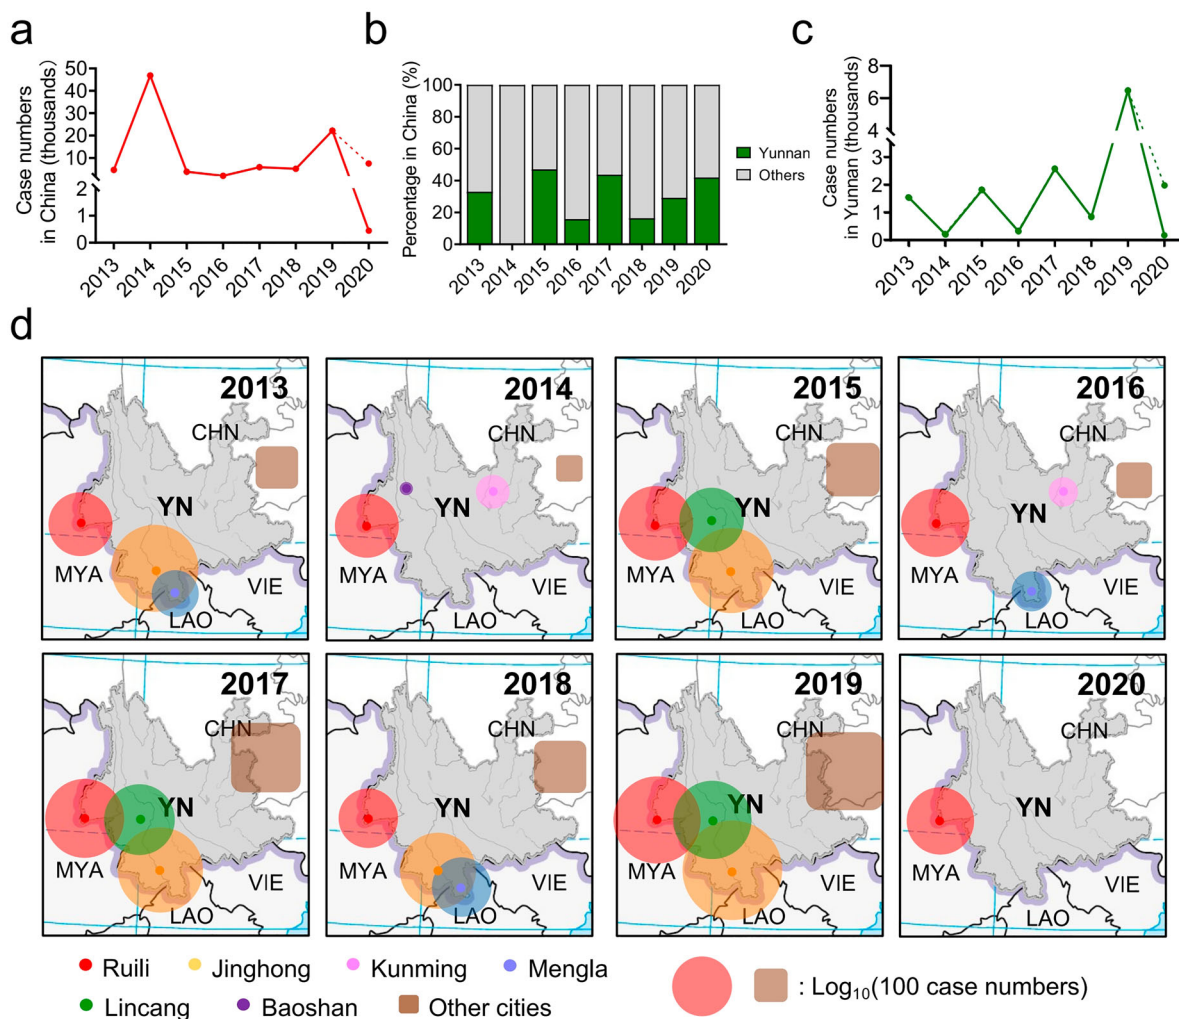 a
Case numbers
in China (thousands)
50
40
30
20
10
2
1
0
2013
2014
2015
2016
2017
2018
2019
2020
b
Percentage in China (%)
100
80
60
40
20
0
2013
2014
2015
2016
2017
2018
2019
2020
Yunnan
Others
c
Case numbers
in Yunnan (thousands)
8
6
4
3
2
1
0
2013
2014
2015
2016
2017
2018
2019
2020
d
2013
CHN
YN
MYA
VIE
LAO
2014
CHN
YN
MYA
VIE
LAO
2015
CHN
YN
MYA
VIE
LAO
2016
CHN
YN
MYA
VIE
LAO
2017
CHN
YN
MYA
VIE
LAO
2018
CHN
YN
MYA
VIE
LAO
2019
CHN
YN
MYA
VIE
LAO
2020
CHN
YN
MYA
VIE
LAO
Ruili
Jinghong
Kunming
Mengla
Lincang
Baoshan
Other cities
: Log10(100 case numbers)